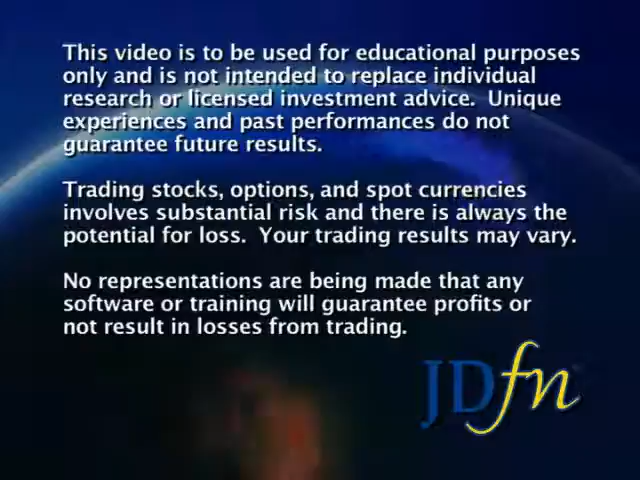 This video is to be used for educational purposes
only and is not intended to replace individual
research or licensed investment advice.  Unique
experiences and past performances do not
guarantee future results.
Trading stocks, options, and spot currencies
involves substantial risk and there is always the
potential for loss.  Your trading results may vary.
No representations are being made that any
software or training will guarantee profits or
not result in losses from trading.
JDfn